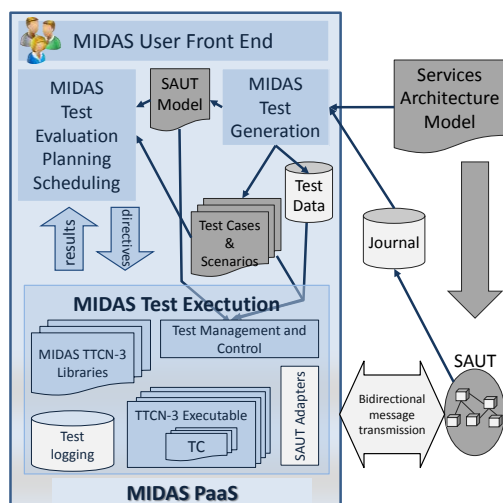 MIDAS User Front End
MIDAS
Test
Evaluation
Planning
Scheduling
SAUT
Model
MIDAS
Test
Generation
Services
Architecture
Model
Test
Data
Test Cases
&
Scenarios
Journal
results
directives
MIDAS Test Exectution
MIDAS TTCN-3
Libraries
Test Management and
Control
SAUT
TTCN-3 Executable
TC
SAUT Adapters
Bidirectional
message
transmission
Test
logging
MIDAS PaaS